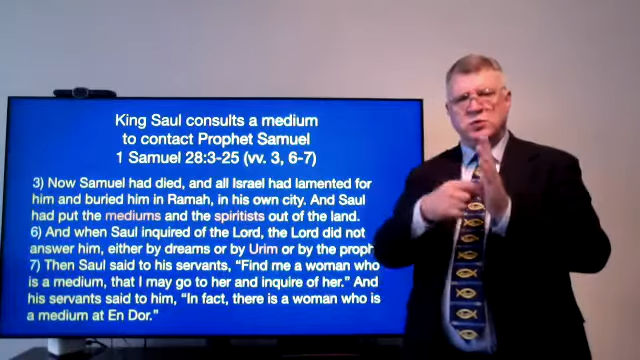 King Saul consults a medium
to contact Prophet Samuel
1 Samuel 28:3-25 (vv. 3, 6-7)
3) Now Samuel had died, and all Israel had lamented for
him and buried him in Ramah, in his own city. And Saul
had put the mediums and the spiritists out of the land.
6) And when Saul inquired of the Lord, the Lord did not
answer him, either by dreams or by Urim or by the proph
7) Then Saul said to his servants, “Find me a woman who
is a medium, that I may go to her and inquire of her.” And
his servants said to him, “In fact, there is a woman who is
a medium at En Dor.”